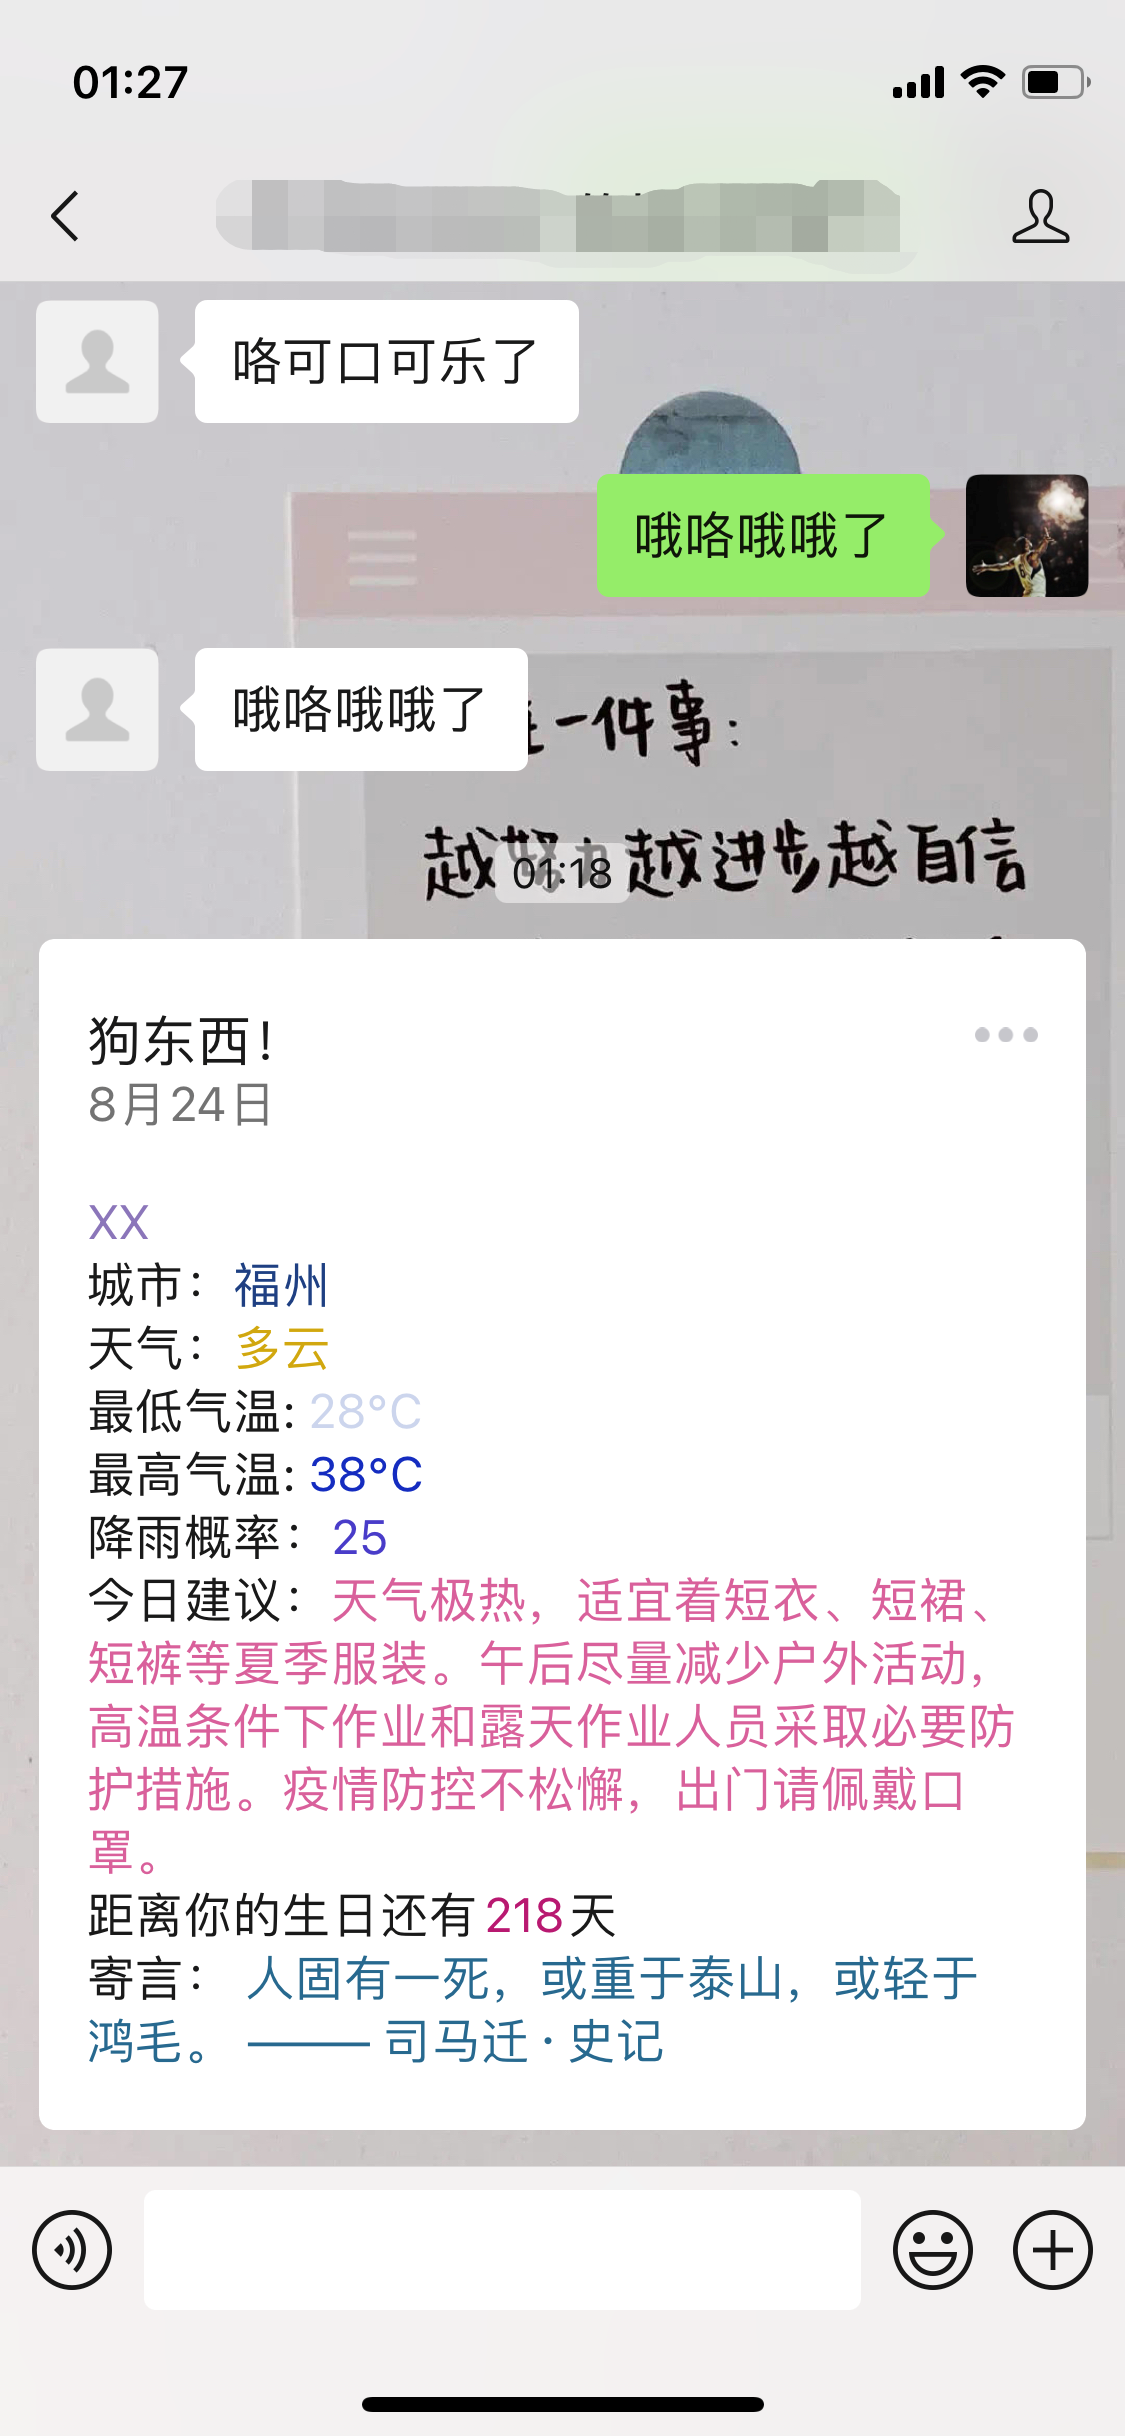 01:27
咯可口可乐了
哦咯哦哦了
哦咯哦哦了
一件事:
越 越进步越自信
01:18
狗东西!
8月24日
XX
城市: 福州
天气: 多云
最低气温: 28°C
最高气温: 38°C
降雨概率: 25
今日建议: 天气极热, 适宜着短衣、短裙、
短裤等夏季服装。午后尽量减少户外活动,
高温条件下作业和露天作业人员采取必要防
护措施。疫情防控不松懈, 出门请佩戴口
罩。
距离你的生日还有218天
寄言: 人固有一死, 或重于泰山, 或轻于
鸿毛。 —— 司马迁·史记